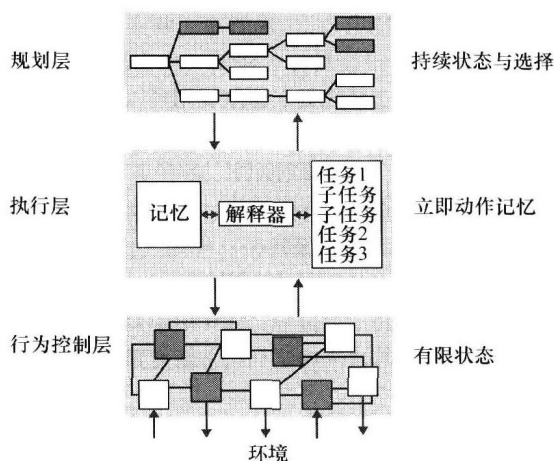 规划层
持续状态与选择
执行层
记忆
解释器
任务1
子任务
子任务
任务2
任务3
立即动作记忆
行为控制层
有限状态
环境